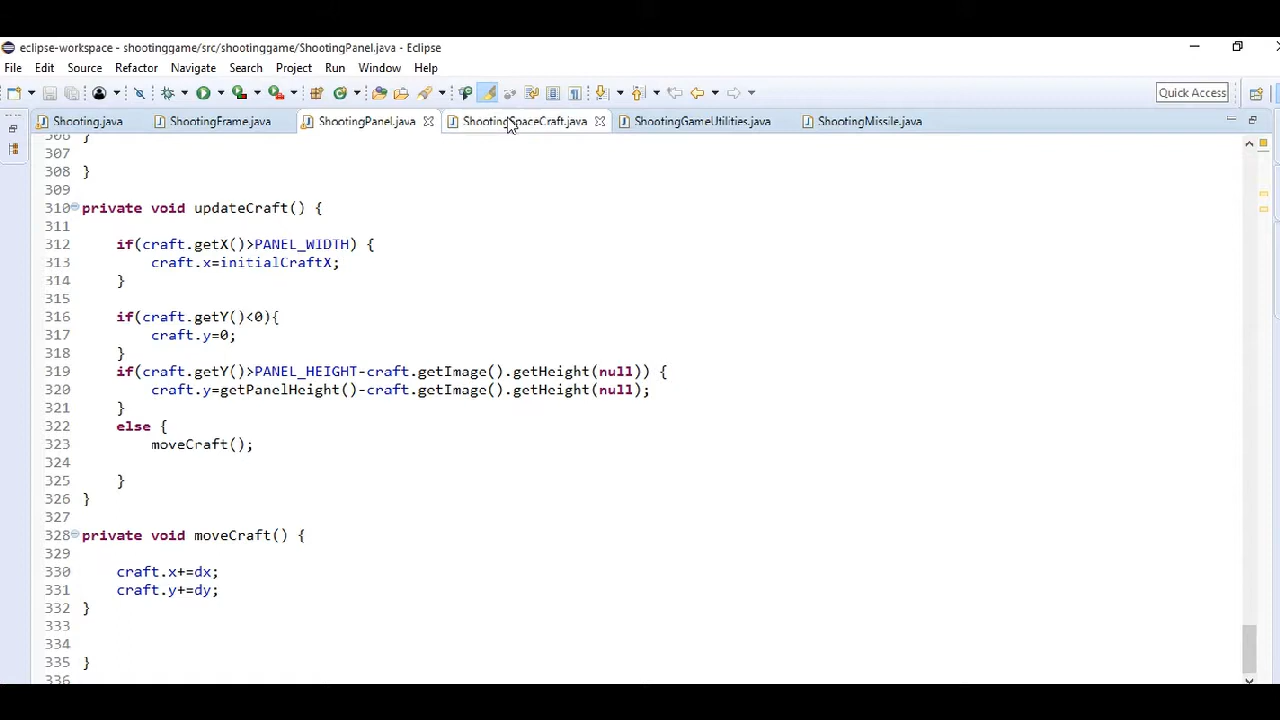 eclipse-workspace - shootinggame/src/shootinggame/ShootingPanel.java - Eclipse
File Edit Source Refactor Navigate Search Project Run Window Help
Quick Access
Shooting.java ShootingFrame.java ShootingPanel.java ShootingSpaceCraft.java ShootingGameUtilities.java ShootingMissile.java
306 }
307
308 }
309
310 private void updateCraft() {
311
312 if(craft.getX()>PANEL_WIDTH) {
313 craft.x=initialCraftX;
314 }
315
316 if(craft.getY()<0){
317 craft.y=0;
318 }
319 if(craft.getY()>PANEL_HEIGHT-craft.getImage().getHeight(null)) {
320 craft.y=getPanelHeight()-craft.getImage().getHeight(null);
321 }
322 else {
323 moveCraft();
324
325 }
326 }
327
328 private void moveCraft() {
329
330 craft.x+=dx;
331 craft.y+=dy;
332 }
333
334
335 }
336